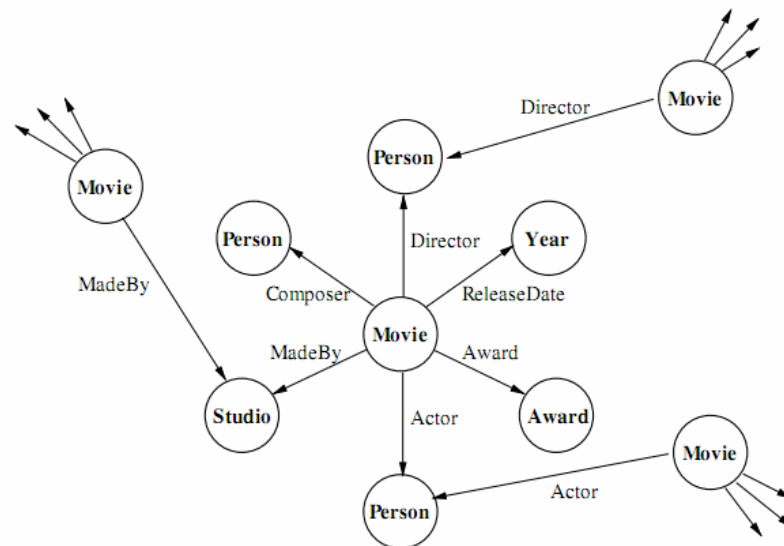 Director
Movie
Person
Movie
Person
Director
Year
MadeBy
Composer
ReleaseDate
Movie
MadeBy
Award
Studio
Actor
Award
Movie
Actor
Person